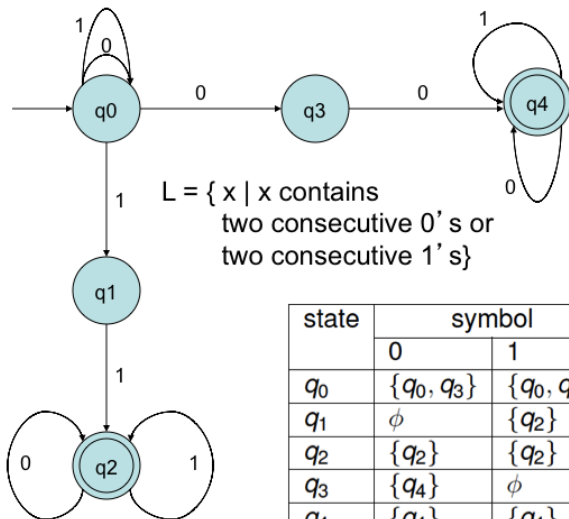 1
0
1
q0
0
q3
0
q4
0
1
L = { x | x contains
two consecutive 0's or
two consecutive 1's}
q1
1
state symbol
0 1
q0 {q0, q3} {q0, q
q1 ϕ {q2}
q2 {q2} {q2}
q3 {q4} ϕ
0
q2
1